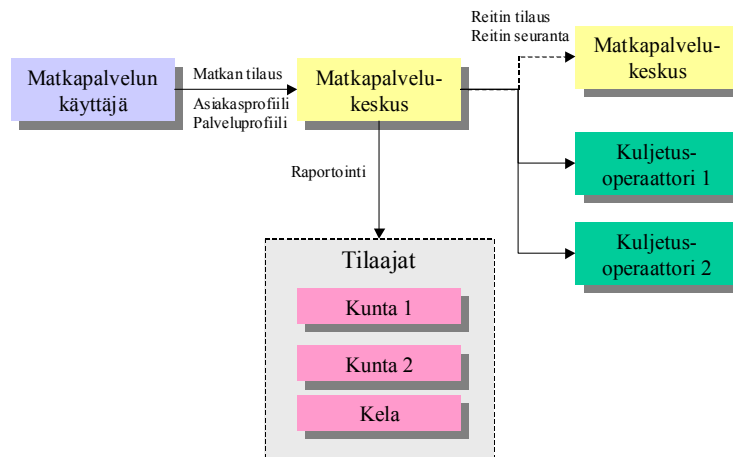 Reitin tilaus
Reitin seuranta
Matkapalvelun
käyttäjä
Matkan tilaus
Asiakasprofiili
Palveluprofiili
Matkapalvelu-
keskus
Matkapalvelu-
keskus
Kuljetus-
operaattori 1
Kuljetus-
operaattori 2
Raportointi
Tilaajat
Kunta 1
Kunta 2
Kela